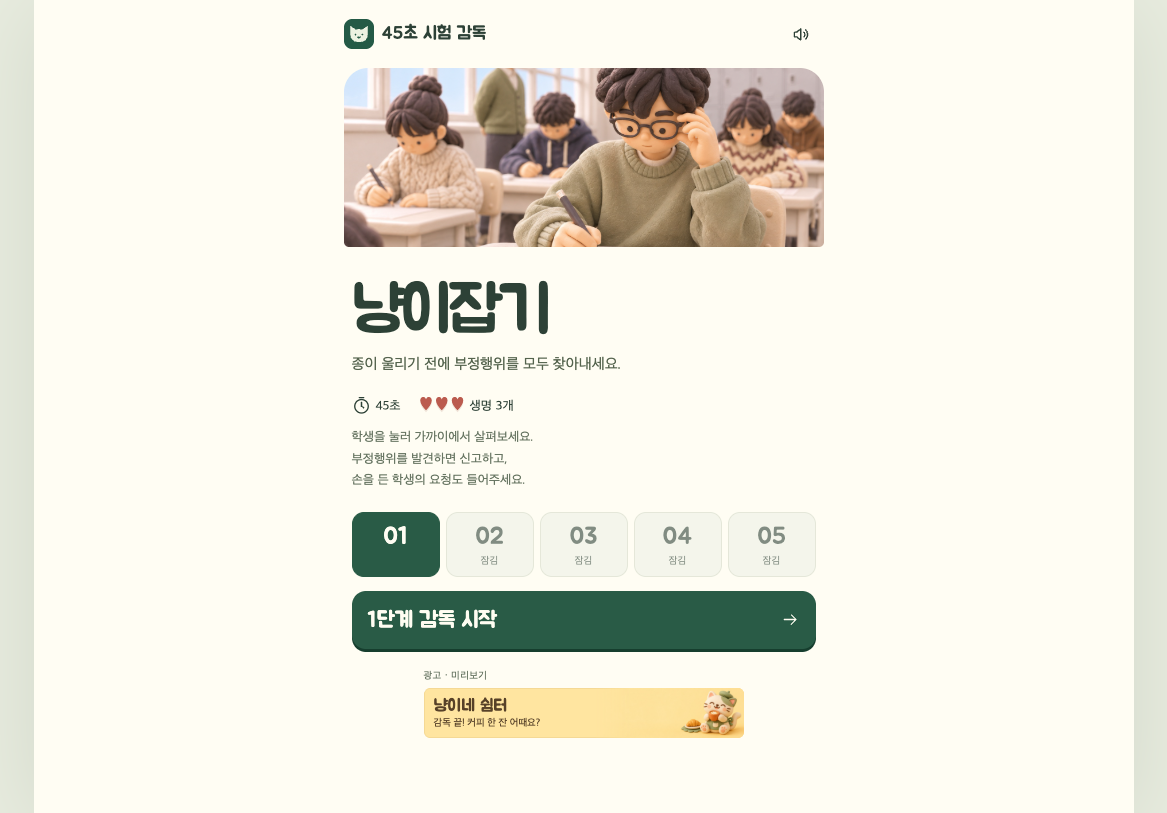 45초 시험 감독
냥이잡기
종이 울리기 전에 부정행위를 모두 찾아내세요.
45초 생명 3개
학생을 눌러 가까이에서 살펴보세요.
부정행위를 발견하면 신고하고,
손을 든 학생의 요청도 들어주세요.
01 02 03 04 05
잠김 잠김 잠김 잠김
1단계 감독 시작
광고 · 미리보기
냥이네 쉼터
감독 끝! 커피 한 잔 어때요?